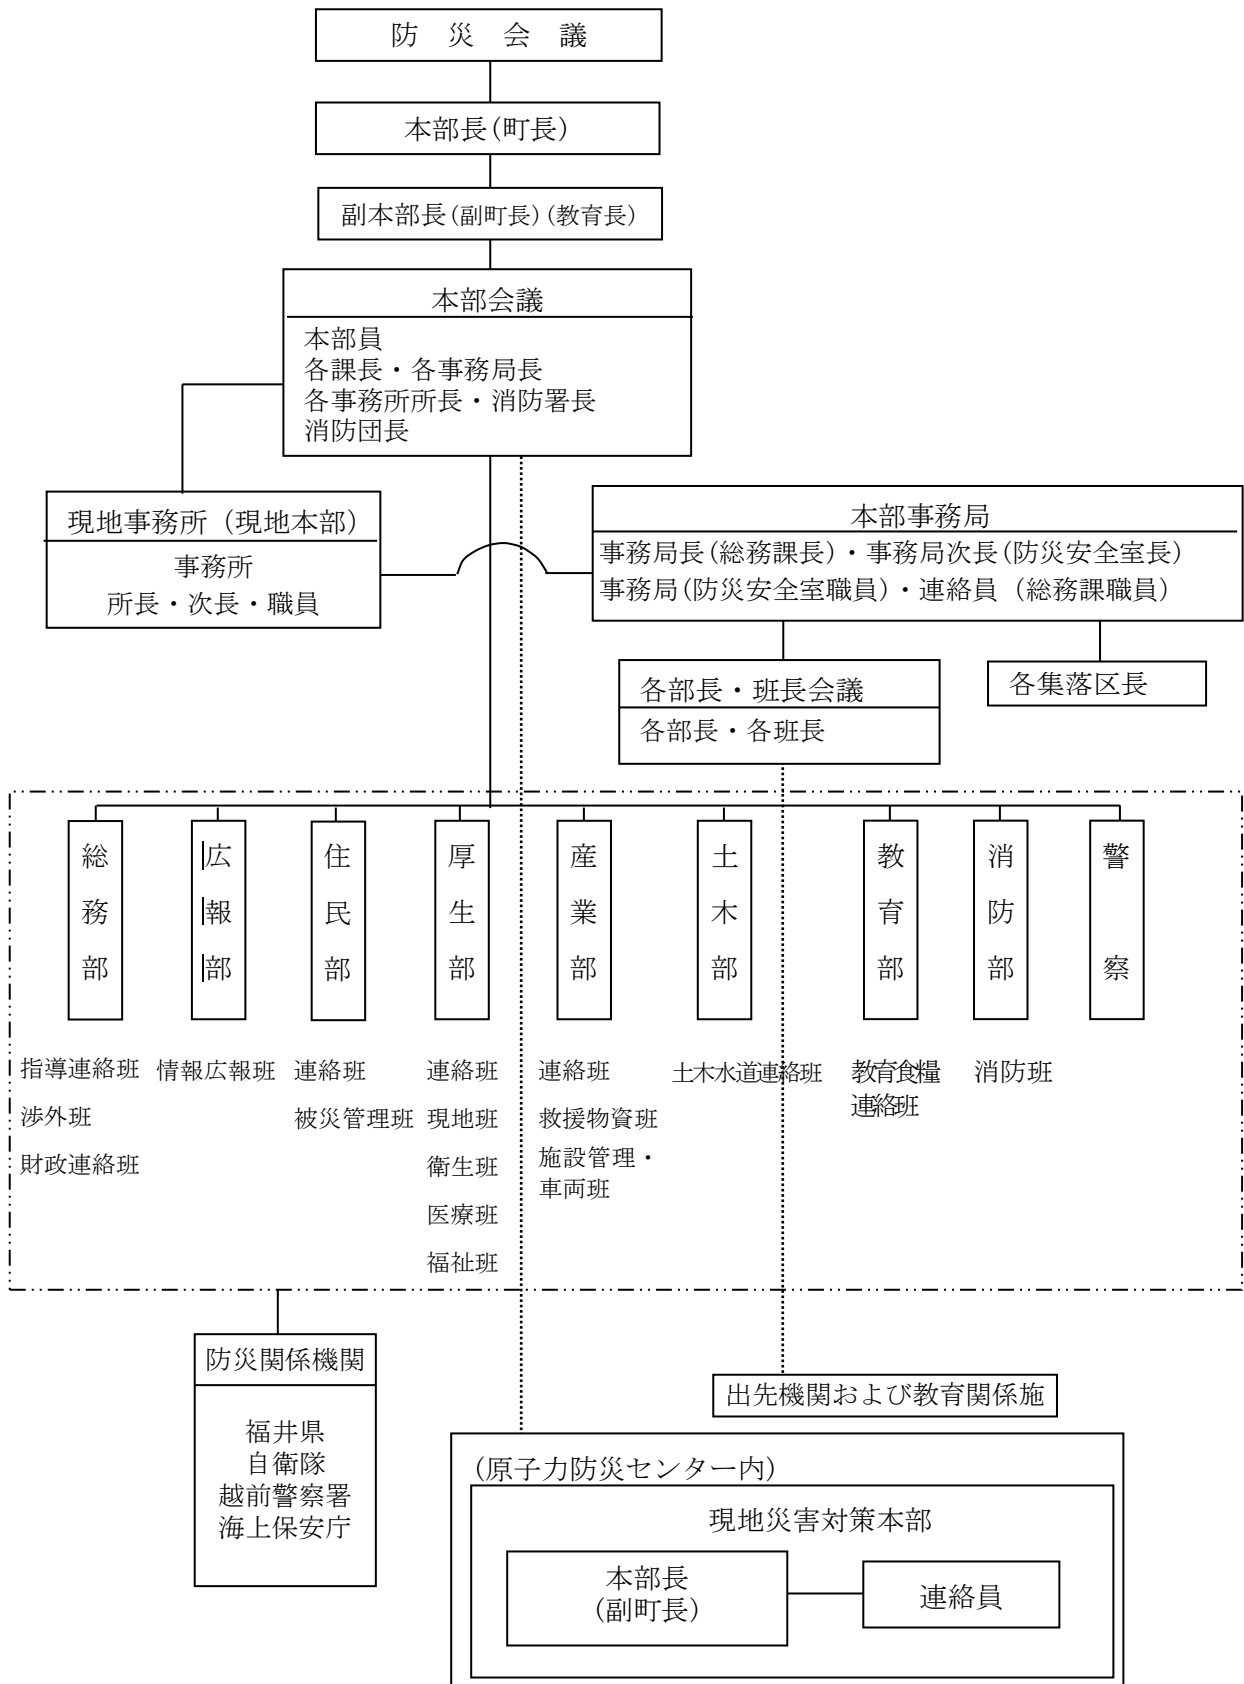 防 災 会 議
本部長(町長)
副本部長(副町長)(教育長)
本部会議
本部員
各課長・各事務局長
各事務所所長・消防署長
消防団長
現地事務所（現地本部）
事務所
所長・次長・職員
本部事務局
事務局長(総務課長)・事務局次長(防災安全室長)
事務局(防災安全室職員)・連絡員（総務課職員）
各部長・班長会議
各部長・各班長
各集落区長
総務部
広報部
住民部
厚生部
産業部
土木部
教育部
消防部
警察
指導連絡班
渉外班
財政連絡班
情報広報班
連絡班
被災管理班
連絡班
現地班
衛生班
医療班
福祉班
連絡班
救援物資班
施設管理・
車両班
土木水道連絡班
教育食糧
連絡班
消防班
防災関係機関
福井県
自衛隊
越前警察署
海上保安庁
出先機関および教育関係施
(原子力防災センター内)
現地災害対策本部
本部長
(副町長)
連絡員